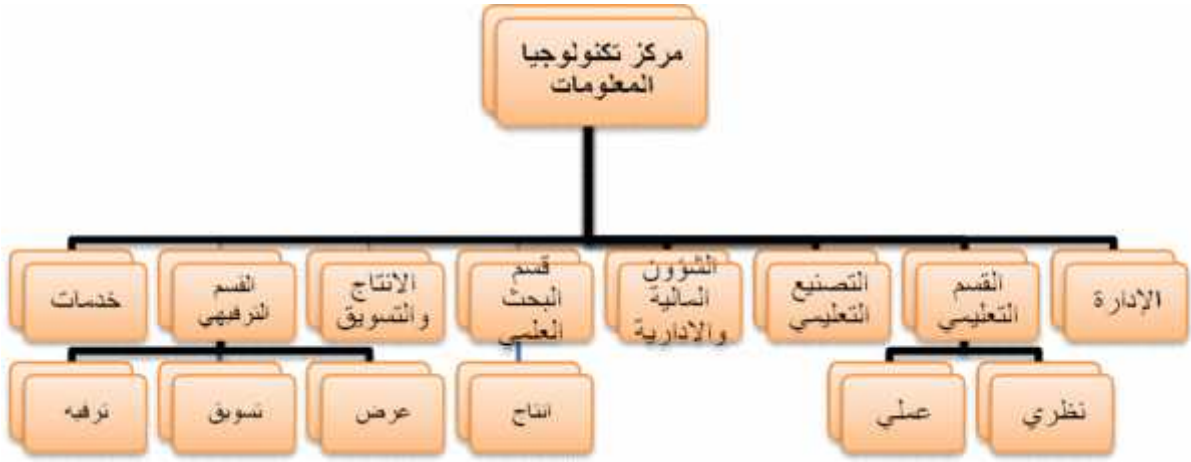 مركز تكنولوجيا
المعلومات
الإدارة
القسم
التعليمي
التصنيع
التعليمي
الشؤون
المالية
والادارية
قسم
البحث
العلمي
الانتاج
والتسويق
القسم
الترفيهي
خدمات
نظري
عملي
انتاج
عرض
تسويق
ترفيه